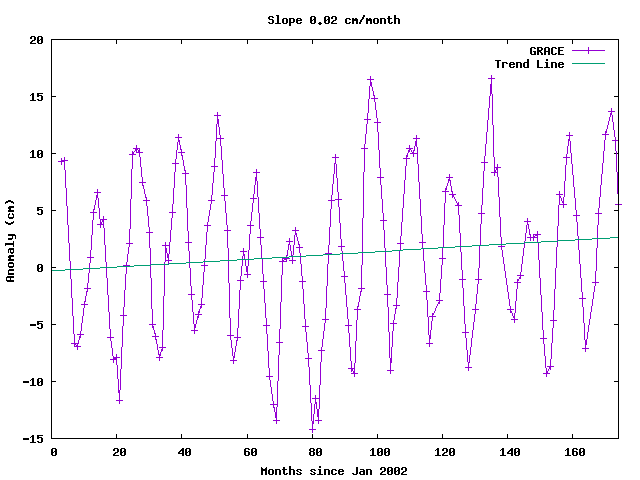 Slope 0.02 cm/month
GRACE
Trend Line
20
15
10
5
0
-5
-10
-15
Anomaly (cm)
0 20 40 60 80 100 120 140 160
Months since Jan 2002